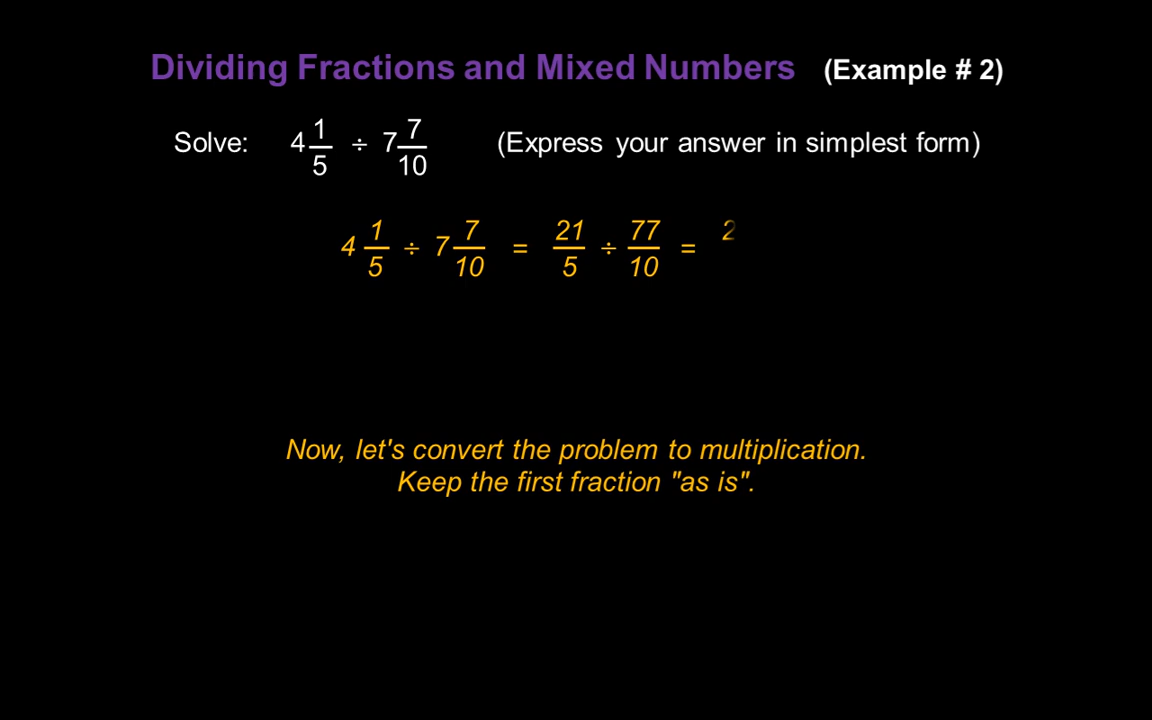 Dividing Fractions and Mixed Numbers (Example # 2)
Solve: 4 1/5 ÷ 7 7/10 (Express your answer in simplest form)
4 1/5 ÷ 7 7/10 = 21/5 ÷ 77/10 = 2
Now, let's convert the problem to multiplication.
Keep the first fraction "as is".